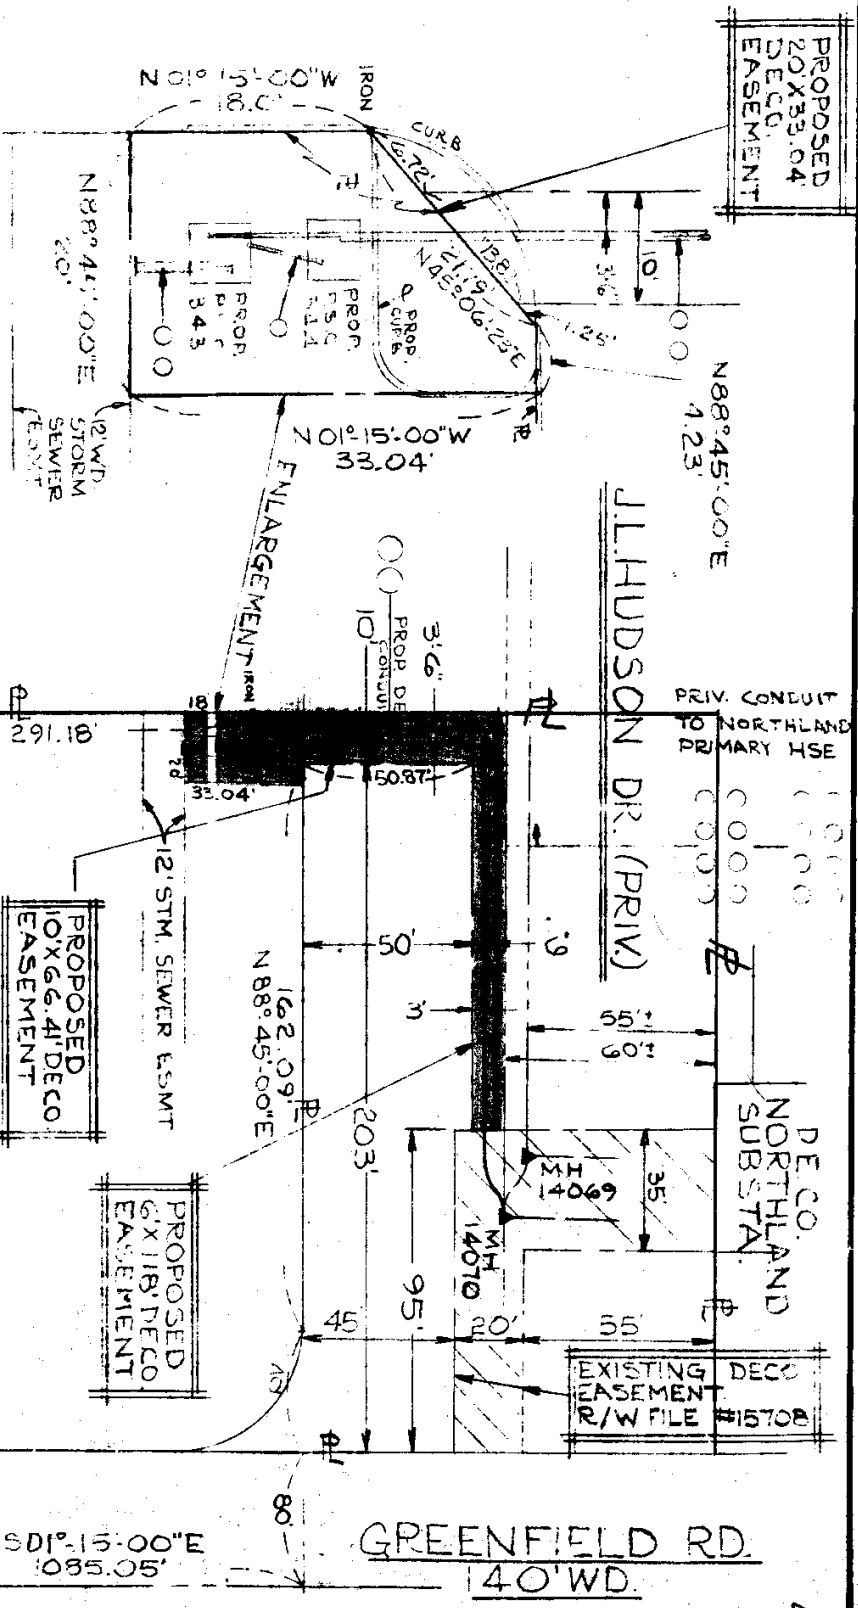 PROPOSED
20'X33.04'
DECO.
EASEMENT
N 01° 15'-00"W
18.0'
IRON
CURB
6.72'
13.8'
21.19
N45°06'23"E
10'
3'6"
1.25'
N88°45'-00"E
4.23'
N88°45'-00"E
20'
PROP.
343
PROP.
PROP.
CURB
N 01°-15'-00"W
33.04'
12'WD.
STORM
SEWER
ESMT
ENLARGEMENT
IRON
J.L.HUDSON DR. (PRIV.)
PROP. DE
CONDUI
10'
3'6"
PRIV. CONDUIT
TO NORTHLAND
PRIMARY HSE
291.18'
18'
20'
33.04'
50.87'
12' STM. SEWER ESMT
PROPOSED
10'X66.41'DECO
EASEMENT
162.09'
N 88°45'-00"E
50'
6'
3'
55'±
60'±
203'
DE.CO.
NORTHLAND
SUBSTA.
MH
14069
35'
MH
14070
95'
PROPOSED
6'X118'DECO.
EASEMENT
45'
20'
55'
EXISTING DECO
EASEMENT
R/W FILE #15708
80'
S01°-15'-00"E
1085.05'
GREENFIELD RD.
140'WD.